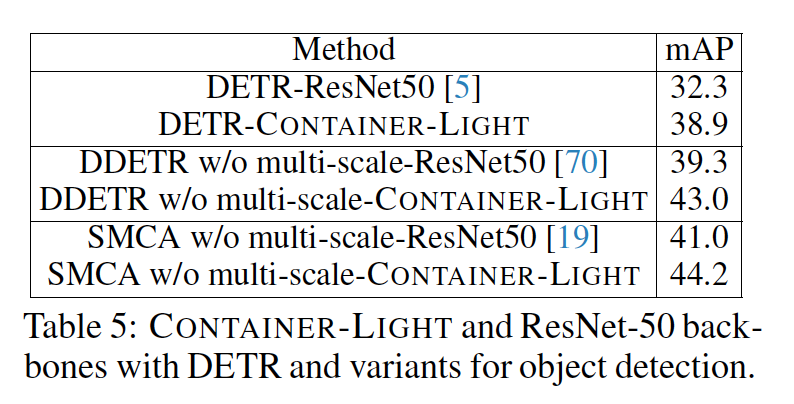 Method mAP
DETR-ResNet50 [5] 32.3
DETR-CONTAINER-LIGHT 38.9
DDETR w/o multi-scale-ResNet50 [70] 39.3
DDETR w/o multi-scale-CONTAINER-LIGHT 43.0
SMCA w/o multi-scale-ResNet50 [19] 41.0
SMCA w/o multi-scale-CONTAINER-LIGHT 44.2
Table 5: CONTAINER-LIGHT and ResNet-50 back-
bones with DETR and variants for object detection.